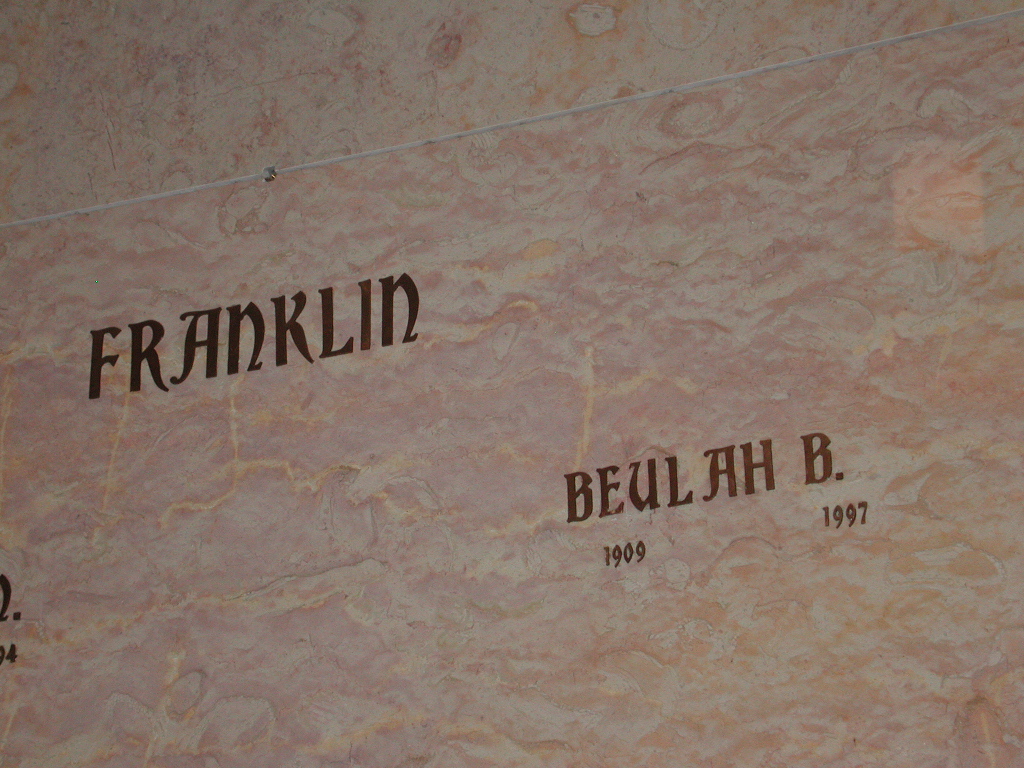 FRANKLIN
BEULAH B.
1909 1997